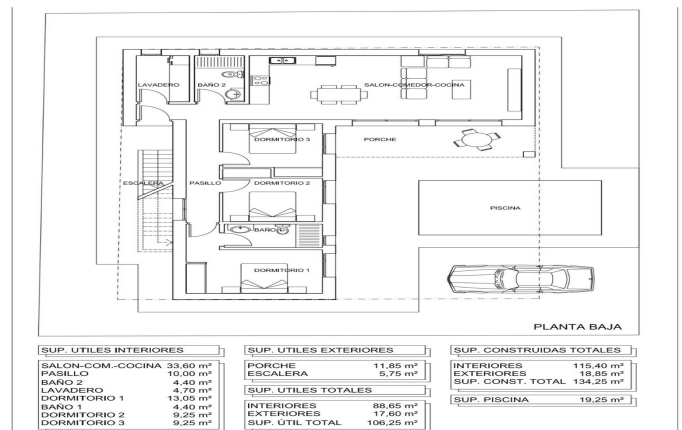 LAVADERO
BAÑO 2
SALON-COMEDOR-COCINA
DORMITORIO 3
PORCHE
ESCALERA
PASILLO
DORMITORIO 2
PISCINA
BAÑO
DORMITORIO 1
PLANTA BAJA
SUP. UTILES INTERIORES
SALON-COM.-COCINA 33,60 m²
PASILLO 10,00 m²
BAÑO 2 4,40 m²
LAVADERO 4,70 m²
DORMITORIO 1 13,05 m²
BAÑO 1 4,40 m²
DORMITORIO 2 9,25 m²
DORMITORIO 3 9,25 m²
SUP. UTILES EXTERIORES
PORCHE 11,85 m²
ESCALERA 5,75 m²
SUP. UTILES TOTALES
INTERIORES 88,65 m²
EXTERIORES 17,60 m²
SUP. ÚTIL TOTAL 106,25 m²
SUP. CONSTRUIDAS TOTALES
INTERIORES 115,40 m²
EXTERIORES 18,85 m²
SUP. CONST. TOTAL 134,25 m²
SUP. PISCINA 19,25 m²